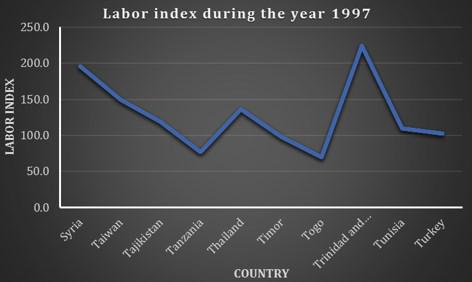 Labor index during the year 1997
LABOR INDEX
250.0
200.0
150.0
100.0
50.0
0.0
Syria
Taiwan
Tajikistan
Tanzania
Thailand
Timor
Togo
Trinidad and...
Tunisia
Turkey
COUNTRY